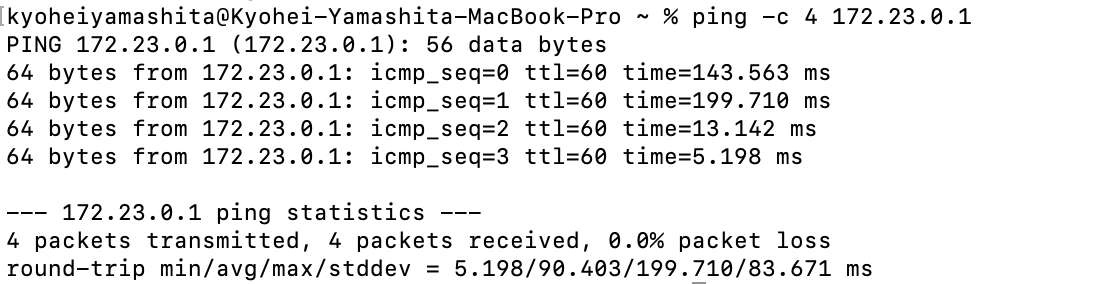 [kyoheiyamashita@Kyohei-Yamashita-MacBook-Pro ~ % ping -c 4 172.23.0.1
PING 172.23.0.1 (172.23.0.1): 56 data bytes
64 bytes from 172.23.0.1: icmp_seq=0 ttl=60 time=143.563 ms
64 bytes from 172.23.0.1: icmp_seq=1 ttl=60 time=199.710 ms
64 bytes from 172.23.0.1: icmp_seq=2 ttl=60 time=13.142 ms
64 bytes from 172.23.0.1: icmp_seq=3 ttl=60 time=5.198 ms
--- 172.23.0.1 ping statistics ---
4 packets transmitted, 4 packets received, 0.0% packet loss
round-trip min/avg/max/stddev = 5.198/90.403/199.710/83.671 ms